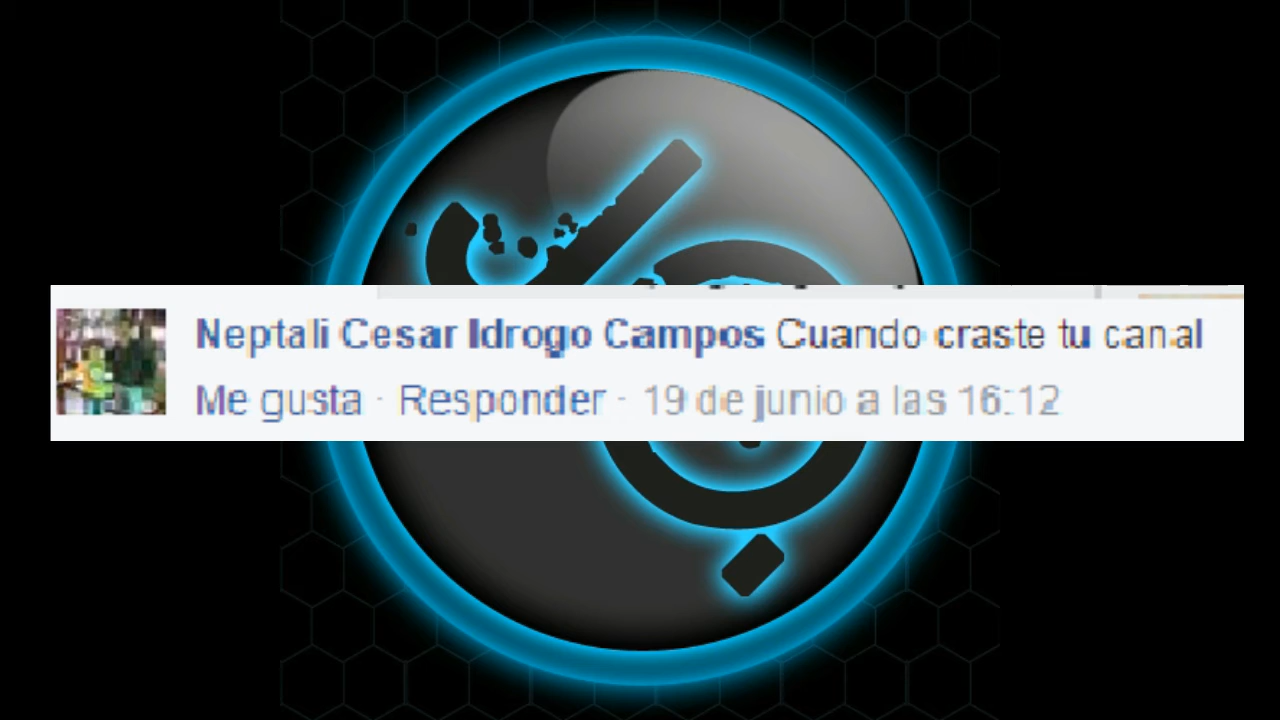 Neptali Cesar Idrogo Campos Cuando craste tu canal
Me gusta · Responder · 19 de junio a las 16:12